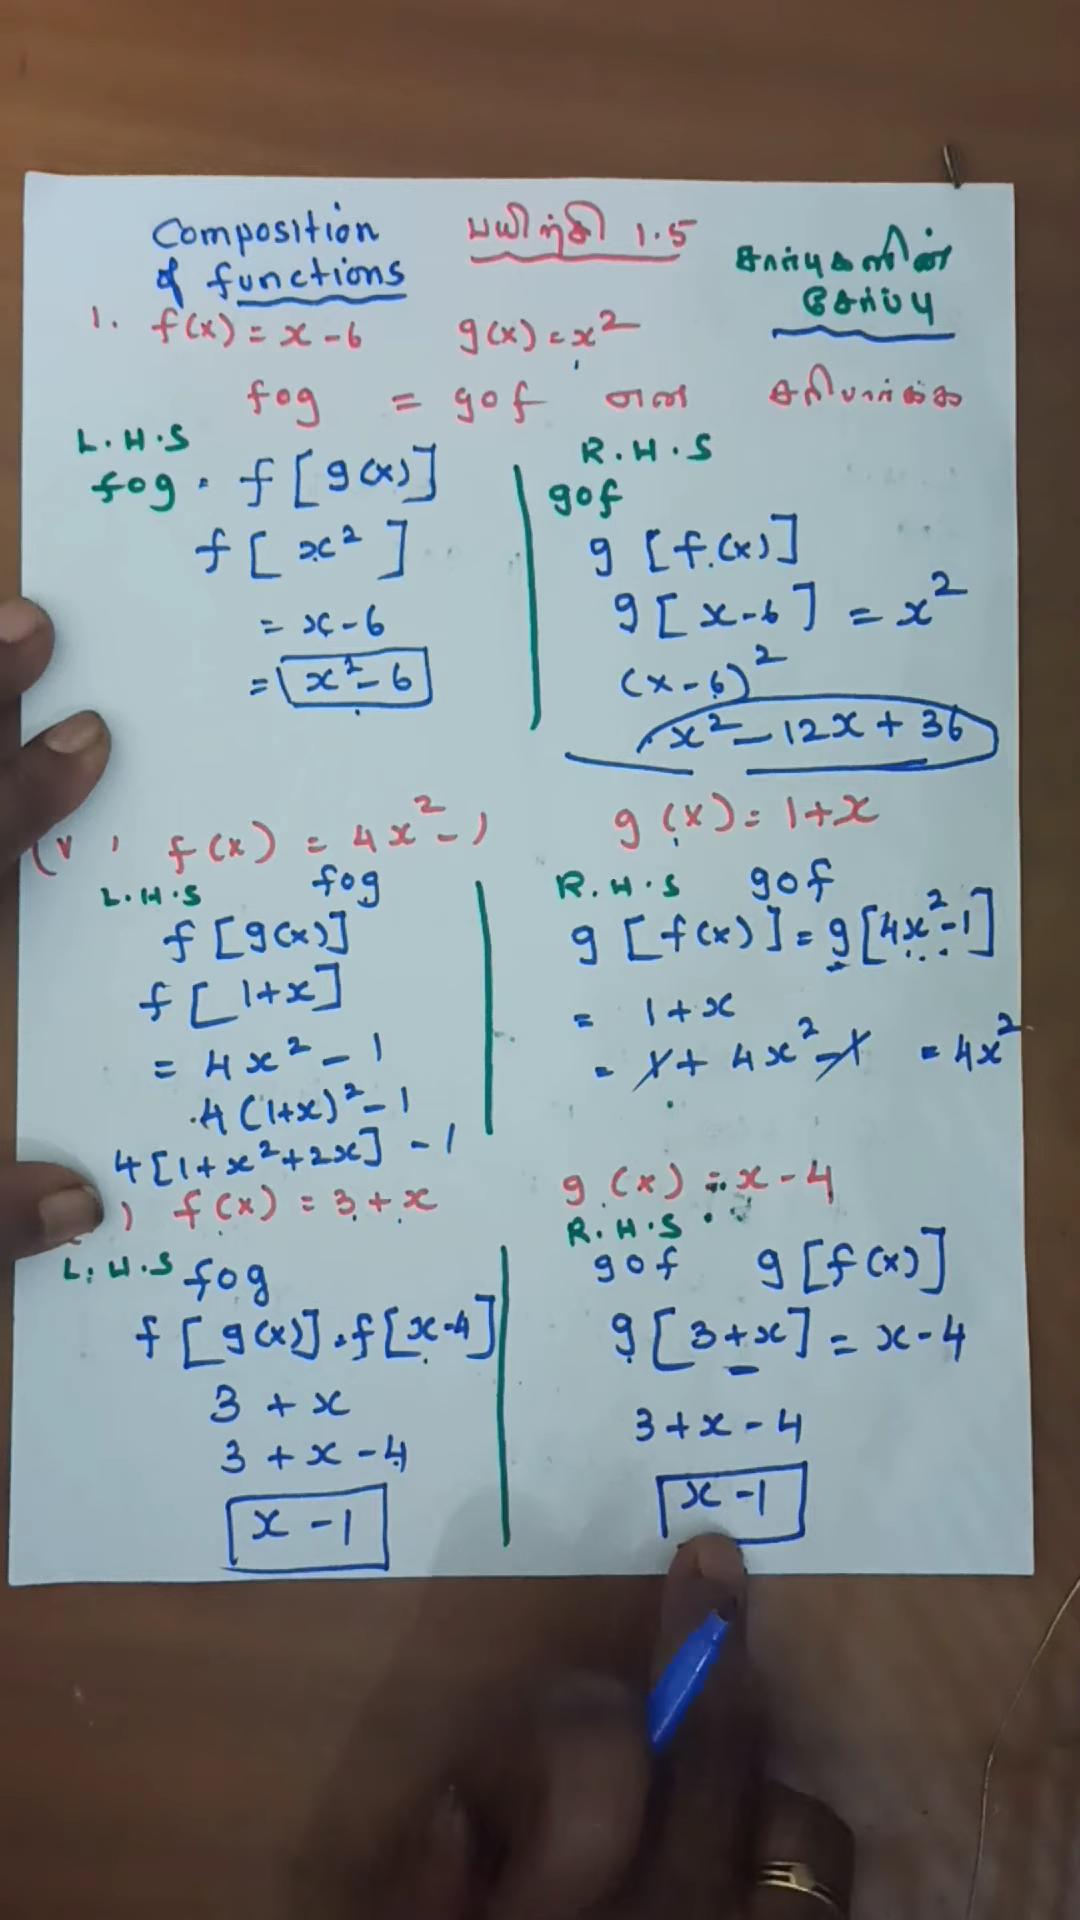 Composition of functions
பயிற்சி 1.5
சார்புகளின் சேர்ப்பு
1. f(x) = x - 6 g(x) = x²
fog = gof என சரிபார்க்க
L.H.S
fog = f[g(x)]
f[x²]
= x - 6
= x² - 6
R.H.S
gof
g[f(x)]
g[x-6] = x²
(x-6)²
x² - 12x + 36
(v) f(x) = 4x² - 1 g(x) = 1+x
L.H.S fog
f[g(x)]
f[1+x]
= 4x² - 1
4(1+x)² - 1
4[1+x²+2x] - 1
R.H.S gof
g[f(x)] = g[4x²-1]
= 1+x
= 1 + 4x² - 1 = 4x²
) f(x) = 3+x g(x) = x-4
L.H.S fog
f[g(x)] = f[x-4]
3 + x
3 + x - 4
x - 1
R.H.S
gof g[f(x)]
g[3+x] = x-4
3+x-4
x-1